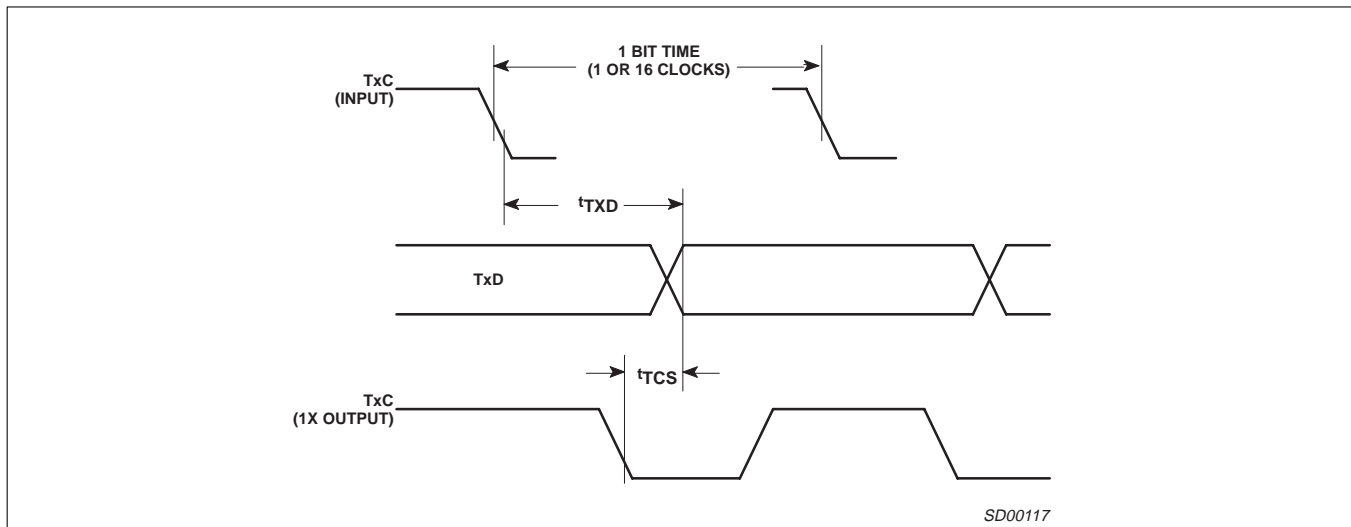 1 BIT TIME
(1 OR 16 CLOCKS)
TxC
(INPUT)
tTXD
TxD
tTCS
TxC
(1X OUTPUT)
SD00117